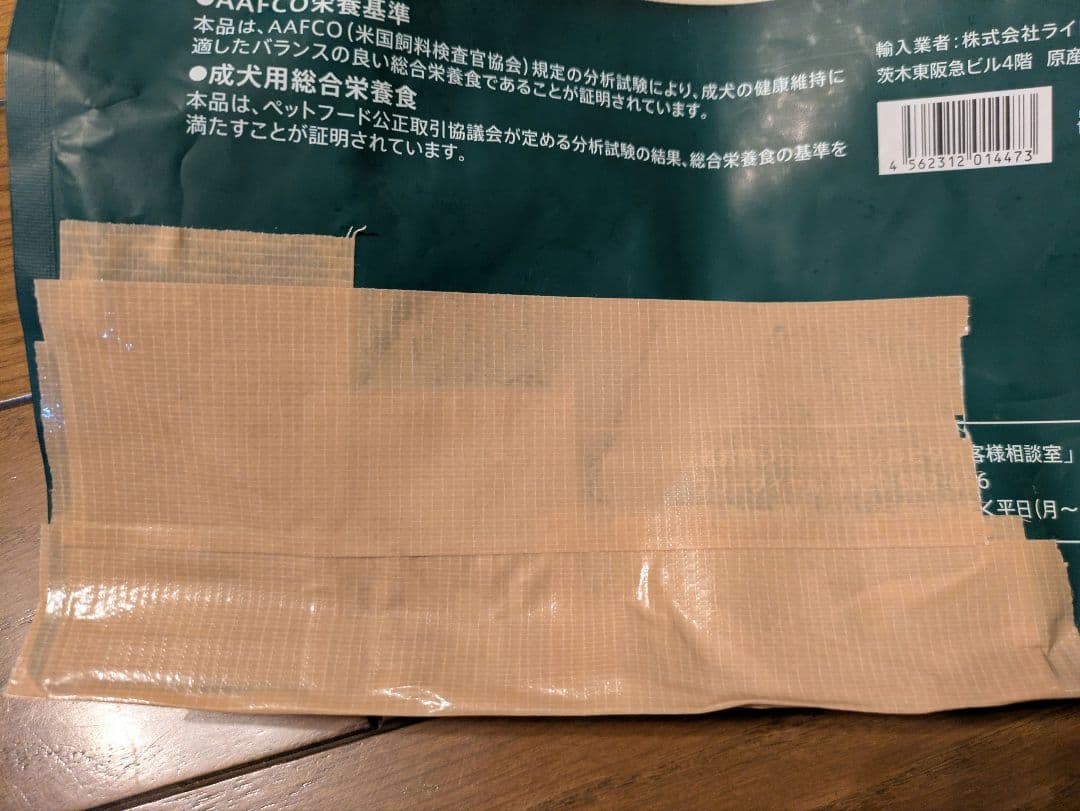 ●AAFCO栄養基準
本品は、AAFCO(米国飼料検査官協会)規定の分析試験により、成犬の健康維持に
適したバランスの良い総合栄養食であることが証明されています。
●成犬用総合栄養食
本品は、ペットフード公正取引協議会が定める分析試験の結果、総合栄養食の基準を
満たすことが証明されています。
輸入業者:株式会社ライ
茨木東阪急ビル4階 原産
4 562312 014473
客様相談室」
6
く平日(月〜